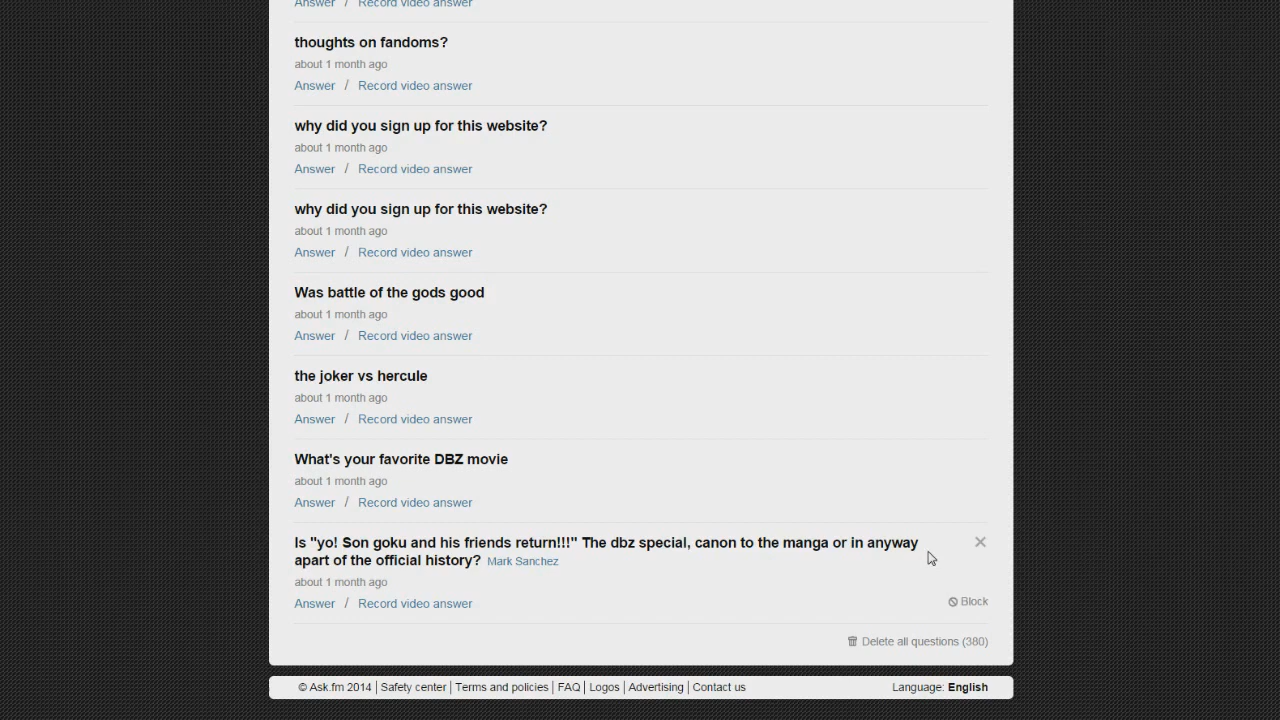 Answer / Record video answer
thoughts on fandoms?
about 1 month ago
Answer / Record video answer
why did you sign up for this website?
about 1 month ago
Answer / Record video answer
why did you sign up for this website?
about 1 month ago
Answer / Record video answer
Was battle of the gods good
about 1 month ago
Answer / Record video answer
the joker vs hercule
about 1 month ago
Answer / Record video answer
What's your favorite DBZ movie
about 1 month ago
Answer / Record video answer
Is "yo! Son goku and his friends return!!!" The dbz special, canon to the manga or in anyway
apart of the official history? Mark Sanchez
about 1 month ago
Answer / Record video answer
Block
Delete all questions (380)
© Ask.fm 2014 | Safety center | Terms and policies | FAQ | Logos | Advertising | Contact us
Language: English